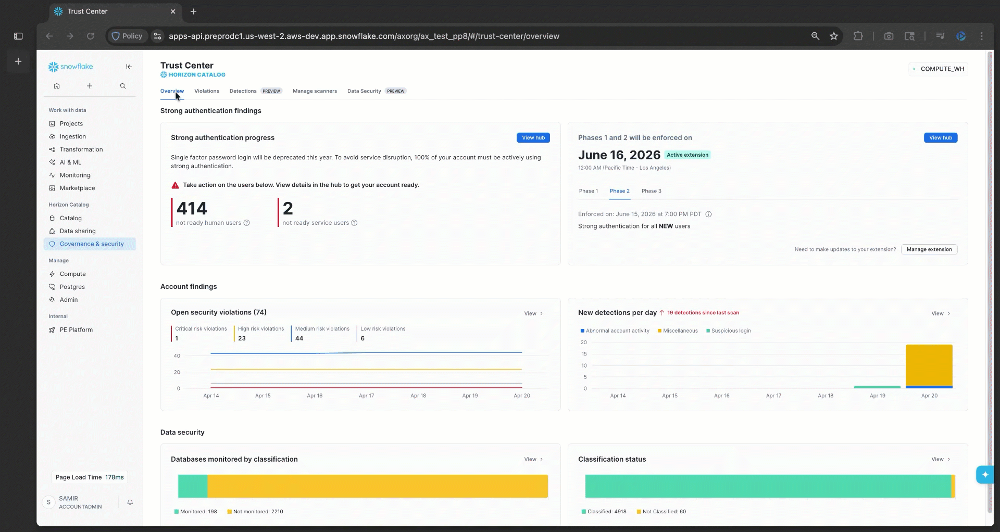 Trust Center
Policy
apps-api.preprodc1.us-west-2.aws-dev.app.snowflake.com/axorg/ax_test_pp8/#/trust-center/overview
snowflake
Work with data
Projects
Ingestion
Transformation
AI & ML
Monitoring
Marketplace
Horizon Catalog
Catalog
Data sharing
Governance & security
Manage
Compute
Postgres
Admin
Internal
PE Platform
Page Load Time 178ms
S
SAMIR
ACCOUNTADMIN
Trust Center
HORIZON CATALOG
COMPUTE_WH
Overview Violations Detections PREVIEW Manage scanners Data Security PREVIEW
Strong authentication findings
Strong authentication progress
View hub
Single factor password login will be deprecated this year. To avoid service disruption, 100% of your account must be actively using
strong authentication.
Take action on the users below. View details in the hub to get your account ready.
414
not ready human users
2
not ready service users
Phases 1 and 2 will be enforced on
View hub
June 16, 2026 Active extension
12:00 AM (Pacific Time - Los Angeles)
Phase 1 Phase 2 Phase 3
Enforced on: June 15, 2026 at 7:00 PM PDT
Strong authentication for all NEW users
Need to make updates to your extension? Manage extension
Account findings
Open security violations (74)
View
Critical risk violations
1
High risk violations
23
Medium risk violations
44
Low risk violations
6
40
20
0
Apr 14 Apr 15 Apr 16 Apr 17 Apr 18 Apr 19 Apr 20
New detections per day 19 detections since last scan
View
Abnormal account activity Miscellaneous Suspicious login
20
15
10
5
0
Apr 14 Apr 15 Apr 16 Apr 17 Apr 18 Apr 19 Apr 20
Data security
Databases monitored by classification
View
Monitored: 198 Not monitored: 2210
Classification status
View
Classified: 4918 Not Classified: 60